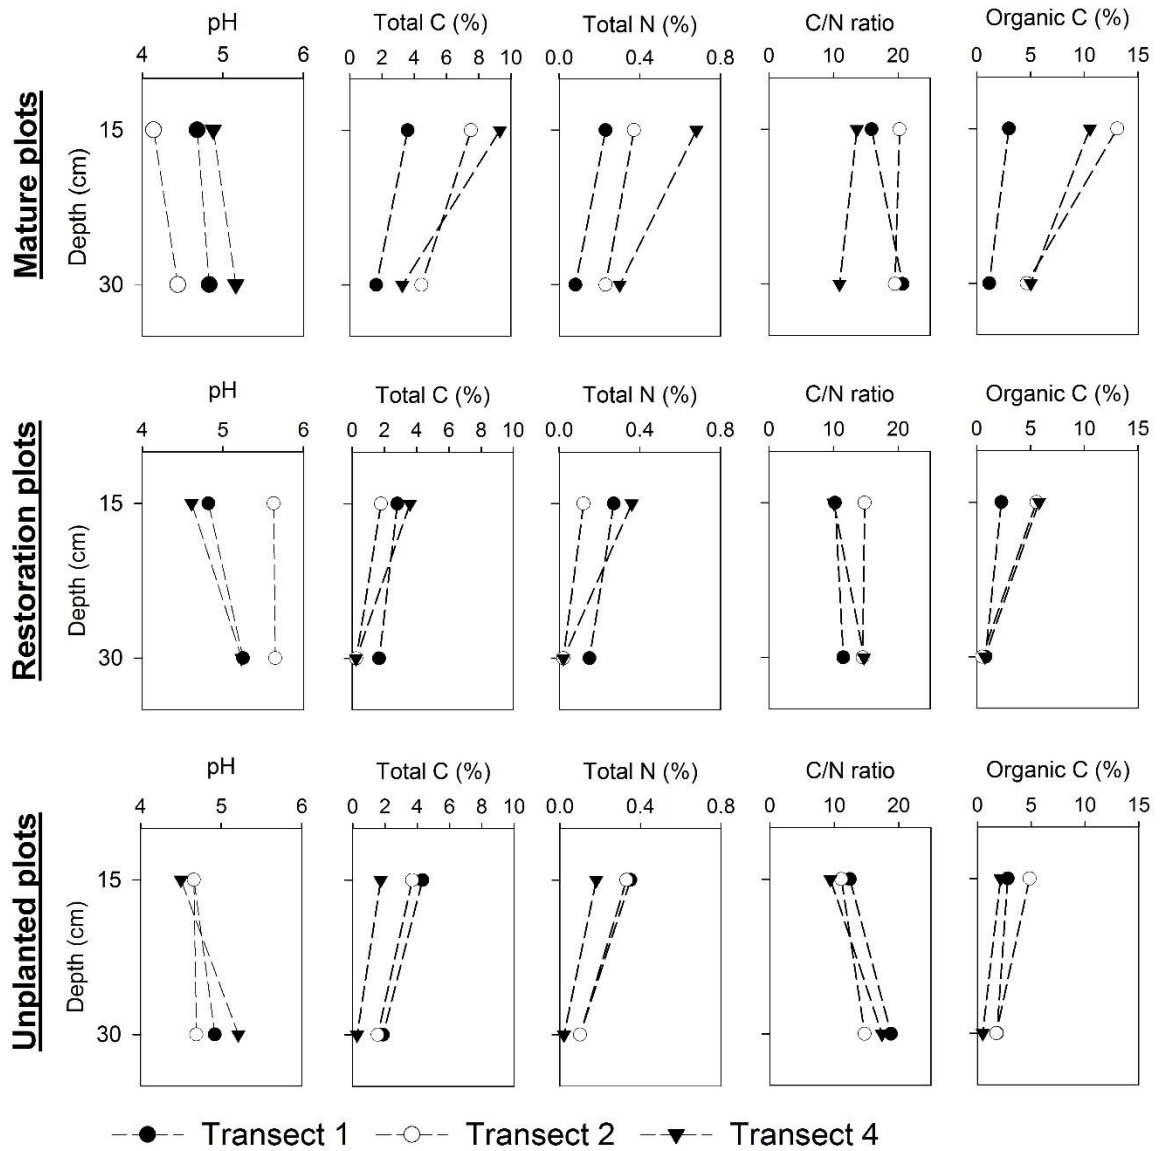 pH Total C (%) Total N (%) C/N ratio Organic C (%)
4 5 6 0 2 4 6 8 10 0.0 0.4 0.8 0 10 20 0 5 10 15
Mature plots
Depth (cm)
15
30
pH Total C (%) Total N (%) C/N ratio Organic C (%)
4 5 6 0 2 4 6 8 10 0.0 0.4 0.8 0 10 20 0 5 10 15
Restoration plots
Depth (cm)
15
30
pH Total C (%) Total N (%) C/N ratio Organic C (%)
4 5 6 0 2 4 6 8 10 0.0 0.4 0.8 0 10 20 0 5 10 15
Unplanted plots
Depth (cm)
15
30
Transect 1 Transect 2 Transect 4